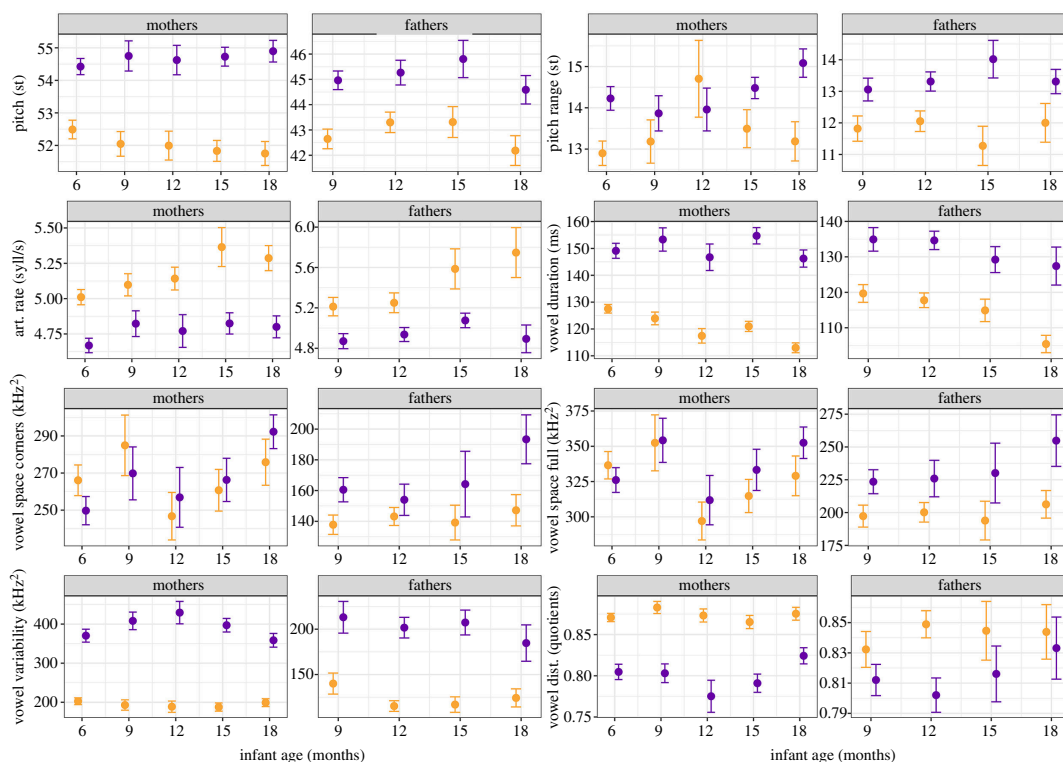 mothers fathers mothers fathers
pitch (st)
55
54
53
52
6 9 12 15 18
46
45
44
43
42
9 12 15 18
pitch range (st)
15
14
13
6 9 12 15 18
14
13
12
11
9 12 15 18
mothers fathers mothers fathers
art. rate (syll/s)
5.50
5.25
5.00
4.75
6 9 12 15 18
6.0
5.6
5.2
4.8
9 12 15 18
vowel duration (ms)
160
150
140
130
120
110
6 9 12 15 18
140
130
120
110
9 12 15 18
mothers fathers mothers fathers
vowel space corners (kHz²)
290
270
250
6 9 12 15 18
200
180
160
140
9 12 15 18
vowel space full (kHz²)
375
350
325
300
6 9 12 15 18
275
250
225
200
175
9 12 15 18
mothers fathers mothers fathers
vowel variability (kHz²)
400
300
200
6 9 12 15 18
200
150
9 12 15 18
vowel dist. (quotients)
0.85
0.80
0.75
6 9 12 15 18
0.85
0.83
0.81
0.79
9 12 15 18
infant age (months) infant age (months)